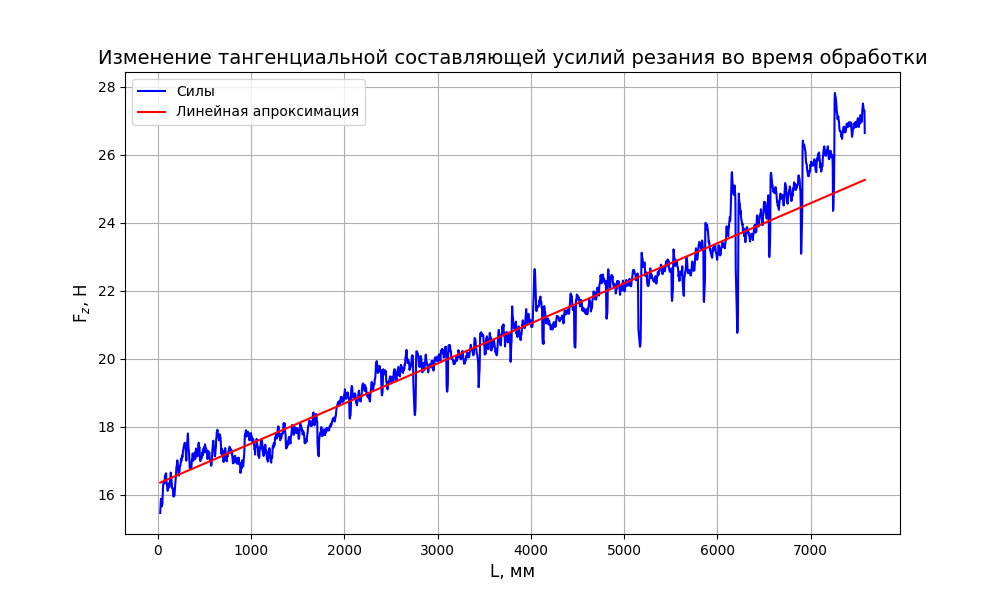 Изменение тангенциальной составляющей усилий резания во время обработки
Силы
Линейная апроксимация
28
26
24
22
20
18
16
F_z, Н
0 1000 2000 3000 4000 5000 6000 7000
L, мм